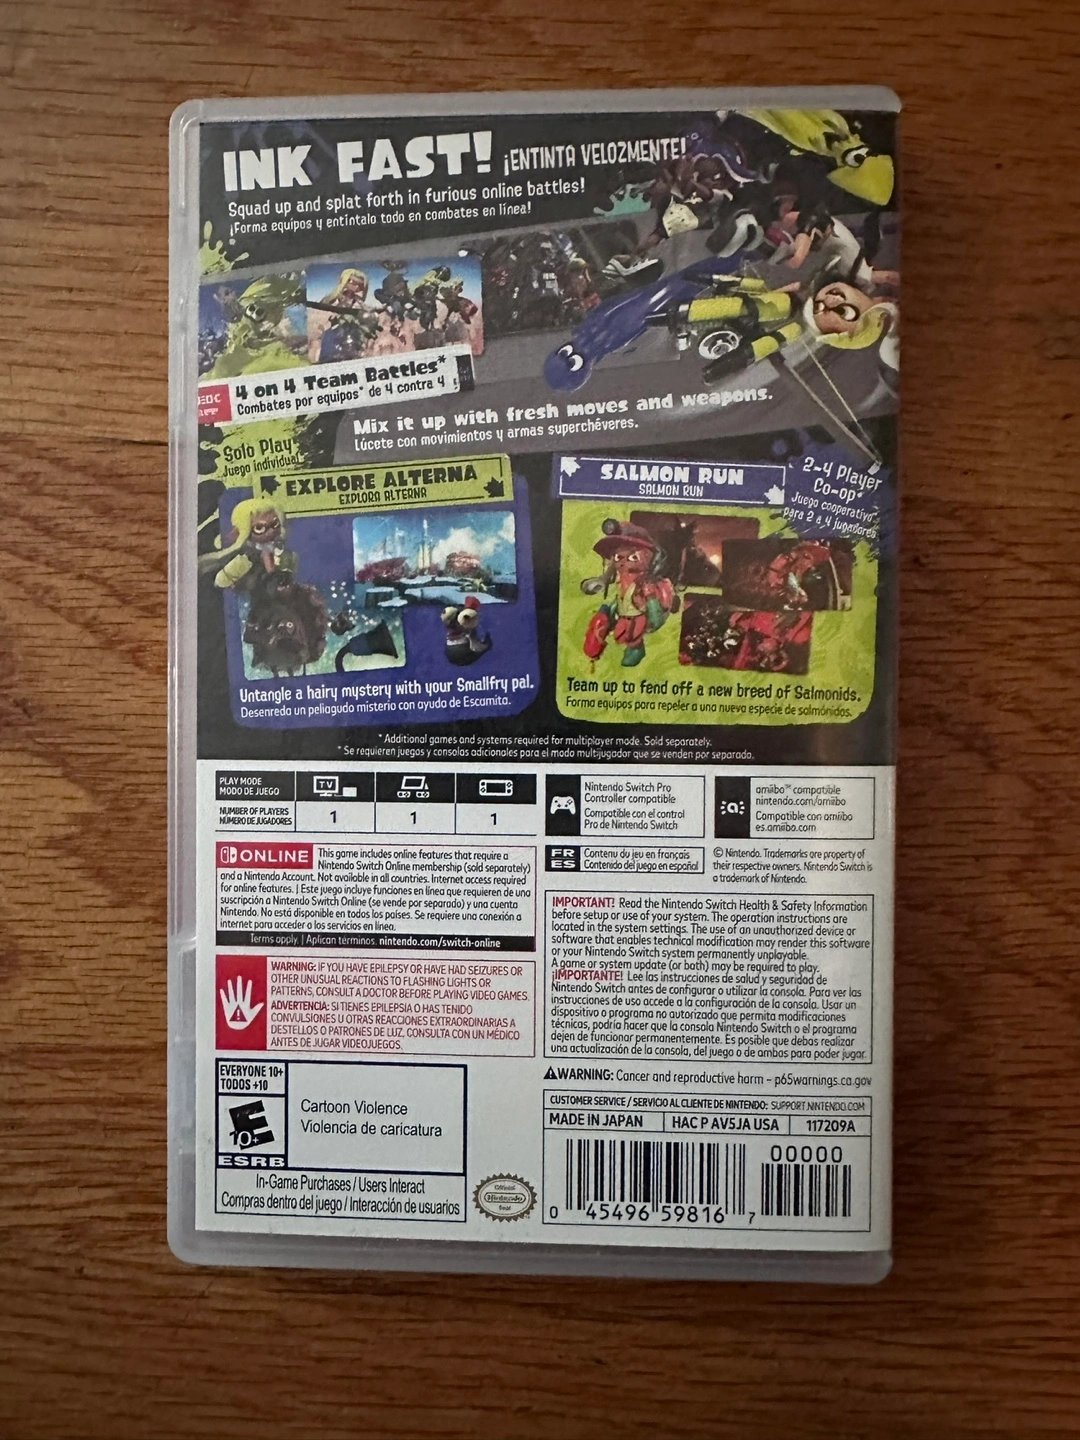 INK FAST! ¡ENTINTA VELOZMENTE!
Squad up and splat forth in furious online battles!
¡Forma equipos y entíntalo todo en combates en línea!
4 on 4 Team Battles*
Combates por equipos* de 4 contra 4
Mix it up with fresh moves and weapons.
Lúcete con movimientos y armas superchéveres.
Solo Play
Juego individual
EXPLORE ALTERNA
EXPLORA ALTERNA
Untangle a hairy mystery with your Smallfry pal.
Desenreda un peliagudo misterio con ayuda de Escamita.
SALMON RUN
SALMON RUN
2-4 Player
Co-op*
Juego cooperativo*
para 2 a 4 jugadores
Team up to fend off a new breed of Salmonids.
Forma equipos para repeler a una nueva especie de salmónidos.
* Additional games and systems required for multiplayer mode. Sold separately.
* Se requieren juegos y consolas adicionales para el modo multijugador que se venden por separado.
PLAY MODE
MODO DE JUEGO
TV
NUMBER OF PLAYERS
NÚMERO DE JUGADORES
1 1 1
Nintendo Switch Pro
Controller compatible
Compatible con el control
Pro de Nintendo Switch
amiibo™ compatible
nintendo.com/amiibo
Compatible con amiibo
es.amiibo.com
ONLINE
This game includes online features that require a
Nintendo Switch Online membership (sold separately)
and a Nintendo Account. Not available in all countries. Internet access required
for online features. | Este juego incluye funciones en línea que requieren de una
suscripción a Nintendo Switch Online (se vende por separado) y una cuenta
Nintendo. No está disponible en todos los países. Se requiere una conexión a
internet para acceder a los servicios en línea.
Terms apply. | Aplican términos. nintendo.com/switch-online
FR Contenu du jeu en français
ES Contenido del juego en español
© Nintendo. Trademarks are property of
their respective owners. Nintendo Switch is
a trademark of Nintendo.
WARNING: IF YOU HAVE EPILEPSY OR HAVE HAD SEIZURES OR
OTHER UNUSUAL REACTIONS TO FLASHING LIGHTS OR
PATTERNS, CONSULT A DOCTOR BEFORE PLAYING VIDEO GAMES.
ADVERTENCIA: SI TIENES EPILEPSIA O HAS TENIDO
CONVULSIONES U OTRAS REACCIONES EXTRAORDINARIAS A
DESTELLOS O PATRONES DE LUZ, CONSULTA CON UN MÉDICO
ANTES DE JUGAR VIDEOJUEGOS.
IMPORTANT! Read the Nintendo Switch Health & Safety Information
before setup or use of your system. The operation instructions are
located in the system settings. The use of an unauthorized device or
software that enables technical modification may render this software
or your Nintendo Switch system permanently unplayable.
A game or system update (or both) may be required to play.
¡IMPORTANTE! Lee las instrucciones de salud y seguridad de
Nintendo Switch antes de configurar o utilizar la consola. Para ver las
instrucciones de uso accede a la configuración de la consola. Usar un
dispositivo o programa no autorizado que permita modificaciones
técnicas, podría hacer que la consola Nintendo Switch o el programa
dejen de funcionar permanentemente. Es posible que debas realizar
una actualización de la consola, del juego o de ambos para poder jugar.
EVERYONE 10+
TODOS +10
E
10+
ESRB
Cartoon Violence
Violencia de caricatura
In-Game Purchases / Users Interact
Compras dentro del juego / Interacción de usuarios
Official
Nintendo
Seal
WARNING: Cancer and reproductive harm – p65warnings.ca.gov
CUSTOMER SERVICE / SERVICIO AL CLIENTE DE NINTENDO: SUPPORT.NINTENDO.COM
MADE IN JAPAN HAC P AV5JA USA 117209A
00000
0 45496 59816 7